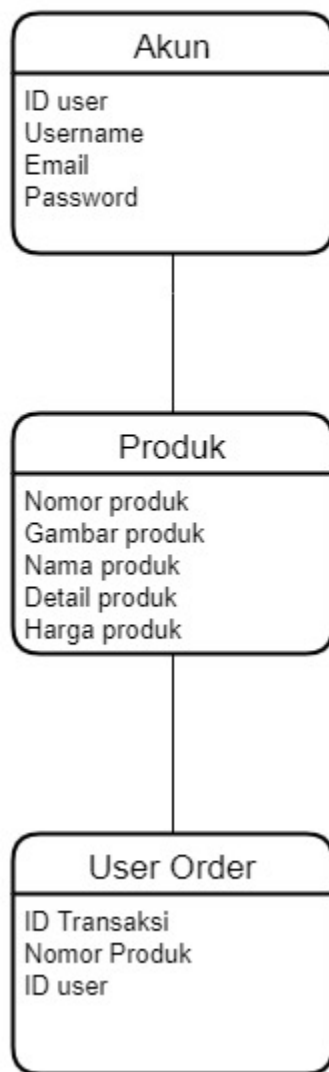 Akun
ID user
Username
Email
Password
Produk
Nomor produk
Gambar produk
Nama produk
Detail produk
Harga produk
User Order
ID Transaksi
Nomor Produk
ID user